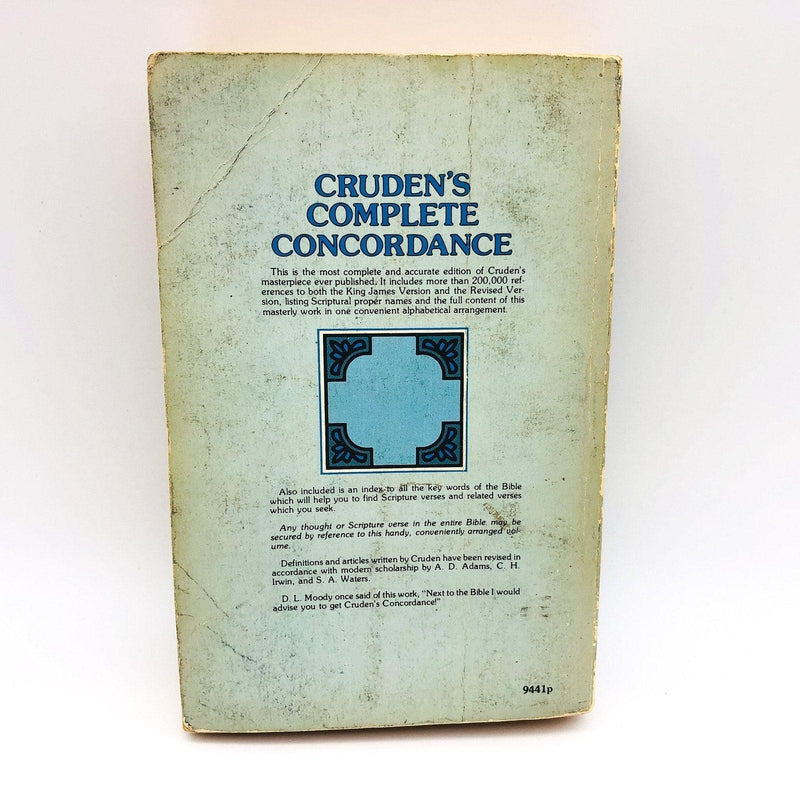 CRUDEN'S
COMPLETE
CONCORDANCE
This is the most complete and accurate edition of Cruden's
masterpiece ever published. It includes more than 200,000 ref-
erences to both the King James Version and the Revised Ver-
sion, listing Scriptural proper names and the full content of this
masterly work in one convenient alphabetical arrangement.
Also included is an index to all the key words of the Bible
which will help you to find Scripture verses and related verses
which you seek.
Any thought or Scripture verse in the entire Bible may be
secured by reference to this handy, conveniently arranged vol-
ume.
Definitions and articles written by Cruden have been revised in
accordance with modern scholarship by A. D. Adams, C. H.
Irwin, and S. A. Waters.
D. L. Moody once said of this work, "Next to the Bible I would
advise you to get Cruden's Concordance!"
9441p